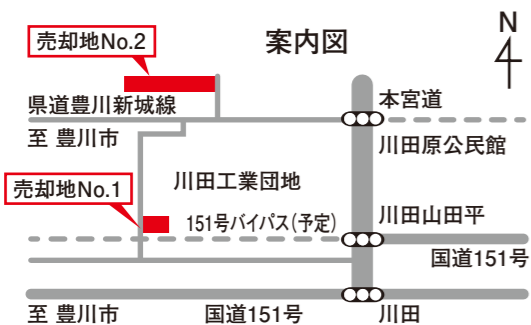 案内図
N
売却地No.2
県道豊川新城線
本宮道
至 豊川市
川田原公民館
売却地No.1
川田工業団地
151号バイパス(予定)
川田山田平
国道151号
至 豊川市
国道151号
川田